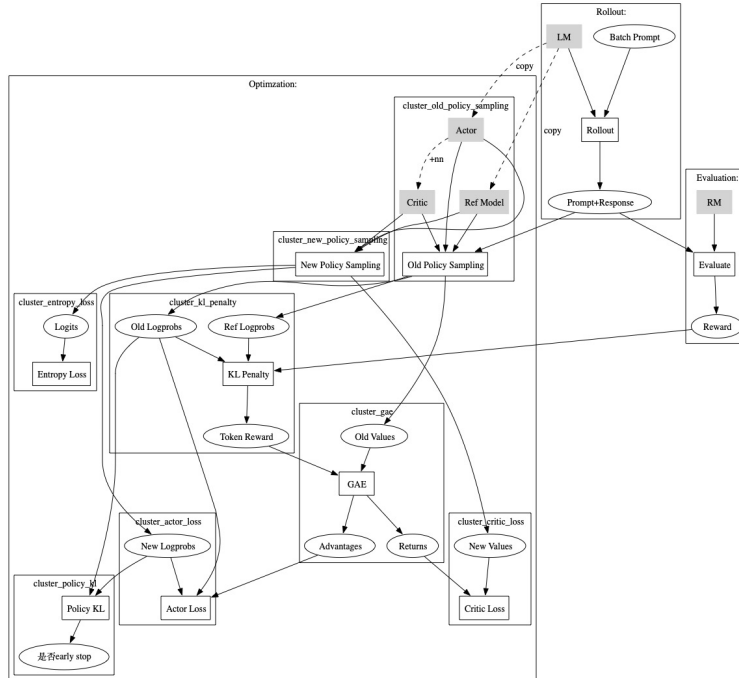 Rollout:
LM
Batch Prompt
Optimzation:
copy
cluster_old_policy_sampling
Actor
copy
Rollout
+nn
Evaluation:
Critic
Ref Model
Prompt+Response
RM
cluster_new_policy_sampling
New Policy Sampling
Old Policy Sampling
Evaluate
cluster_entropy_loss
cluster_kl_penalty
Logits
Old Logprobs
Ref Logprobs
Reward
Entropy Loss
KL Penalty
cluster_gae
Token Reward
Old Values
GAE
cluster_actor_loss
cluster_critic_loss
New Logprobs
Advantages
Returns
New Values
cluster_policy_kl
Policy KL
Actor Loss
Critic Loss
是否early stop